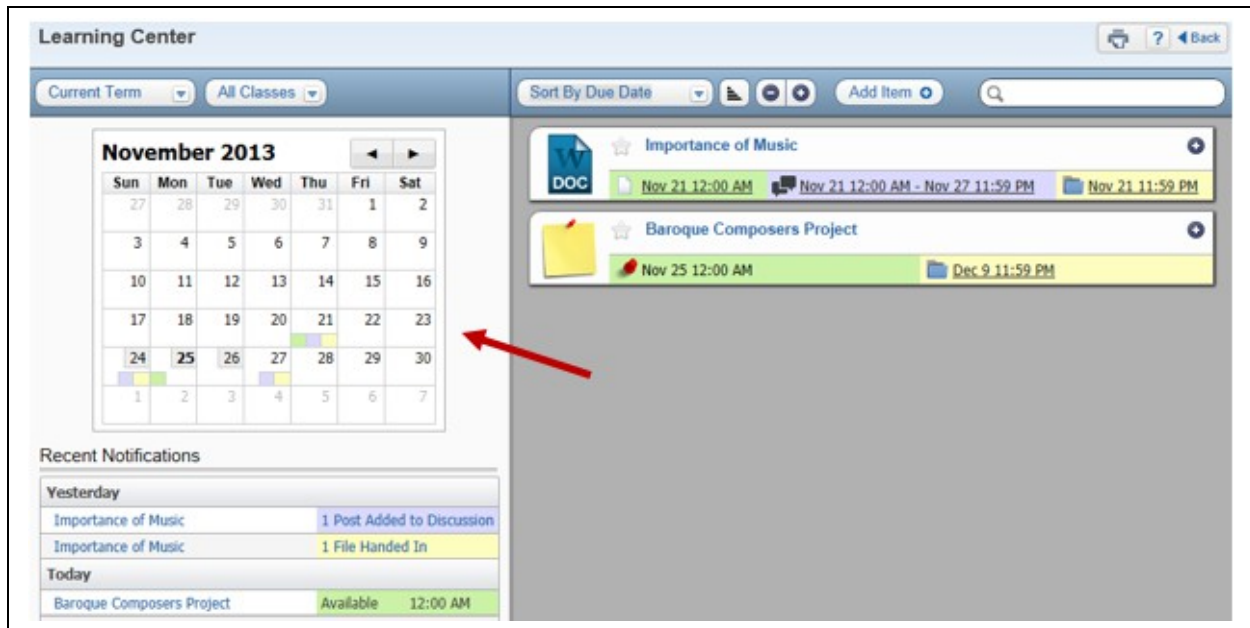 Learning Center
? Back
Current Term All Classes
Sort By Due Date Add Item
November 2013
Sun Mon Tue Wed Thu Fri Sat
27 28 29 30 31 1 2
3 4 5 6 7 8 9
10 11 12 13 14 15 16
17 18 19 20 21 22 23
24 25 26 27 28 29 30
1 2 3 4 5 6 7
Recent Notifications
Yesterday
Importance of Music 1 Post Added to Discussion
Importance of Music 1 File Handed In
Today
Baroque Composers Project Available 12:00 AM
W
DOC
Importance of Music
Nov 21 12:00 AM Nov 21 12:00 AM - Nov 27 11:59 PM Nov 21 11:59 PM
Baroque Composers Project
Nov 25 12:00 AM Dec 9 11:59 PM